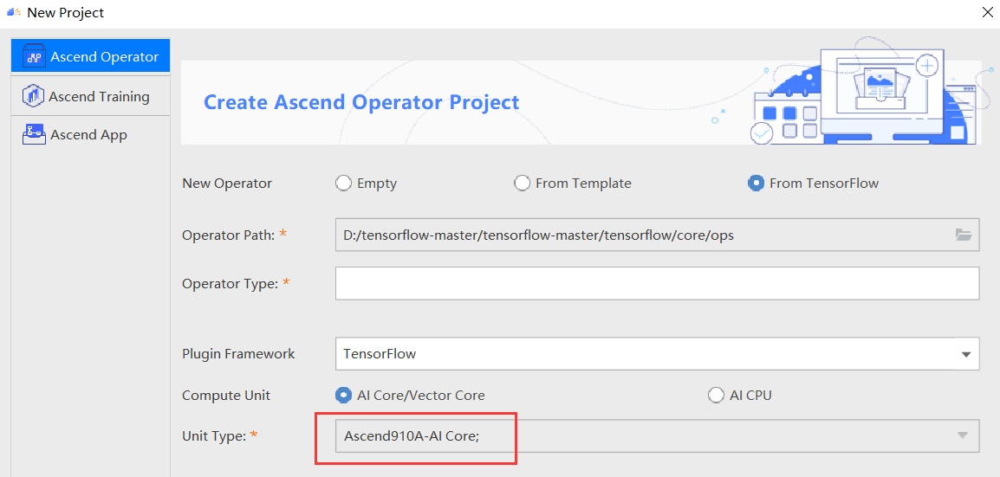 New Project
Ascend Operator
Ascend Training
Ascend App
Create Ascend Operator Project
New Operator Empty From Template From TensorFlow
Operator Path: * D:/tensorflow-master/tensorflow-master/tensorflow/core/ops
Operator Type: *
Plugin Framework TensorFlow
Compute Unit AI Core/Vector Core AI CPU
Unit Type: * Ascend910A-AI Core;